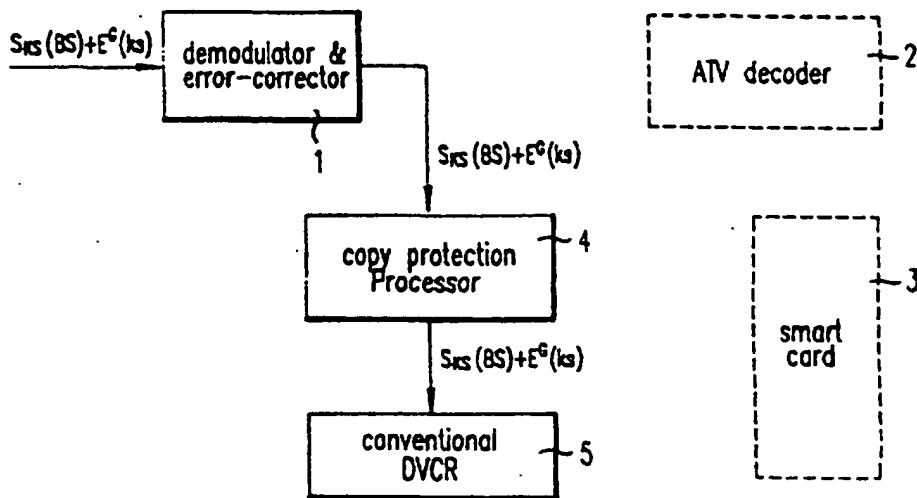 S_KS(BS)+E^G(ks)
demodulator &
error-corrector
1
ATV decoder
2
S_KS(BS)+E^G(ks)
copy protection
Processor
4
3
smart
card
S_KS(BS)+E^G(ks)
conventional
DVCR
5